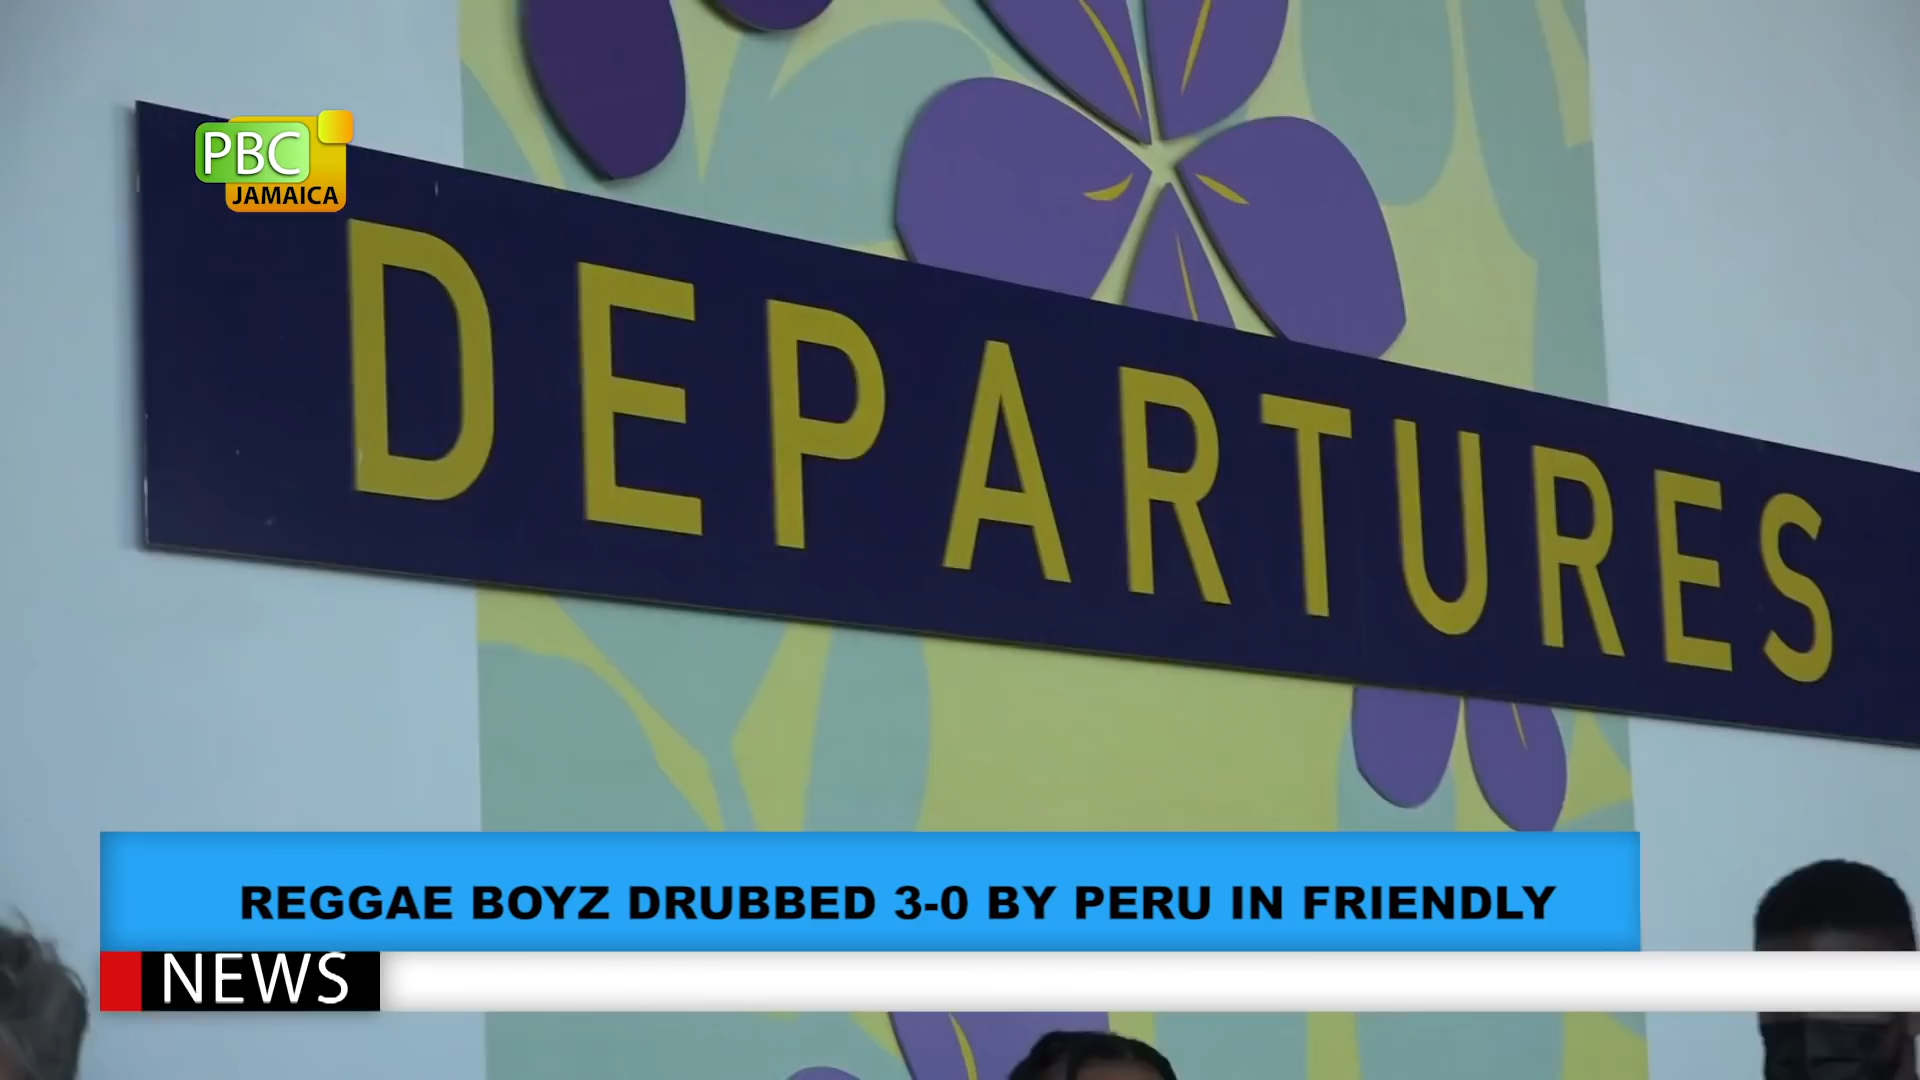 PBC
JAMAICA
DEPARTURES
REGGAE BOYZ DRUBBED 3-0 BY PERU IN FRIENDLY
NEWS